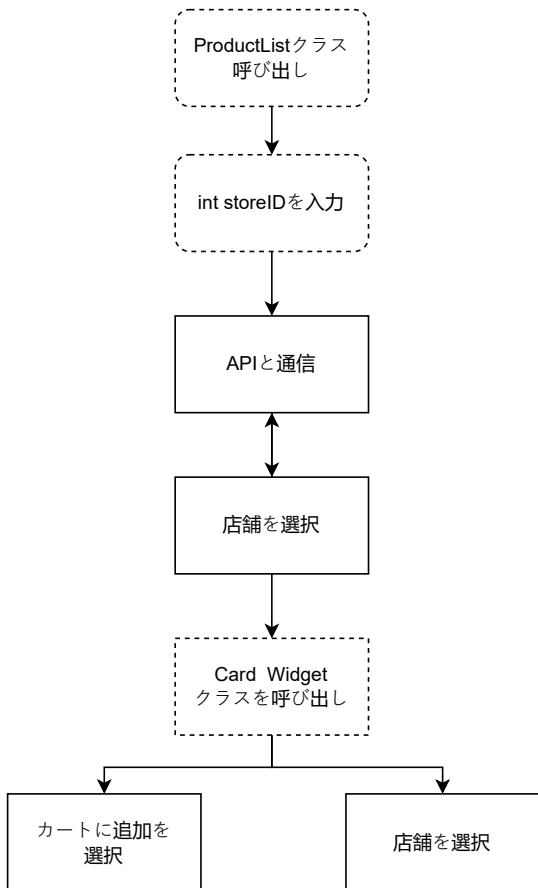 ProductListクラス
呼び出し
int storeIDを入力
APIと通信
店舗を選択
Card Widget
クラスを呼び出し
カートに追加を
選択
店舗を選択